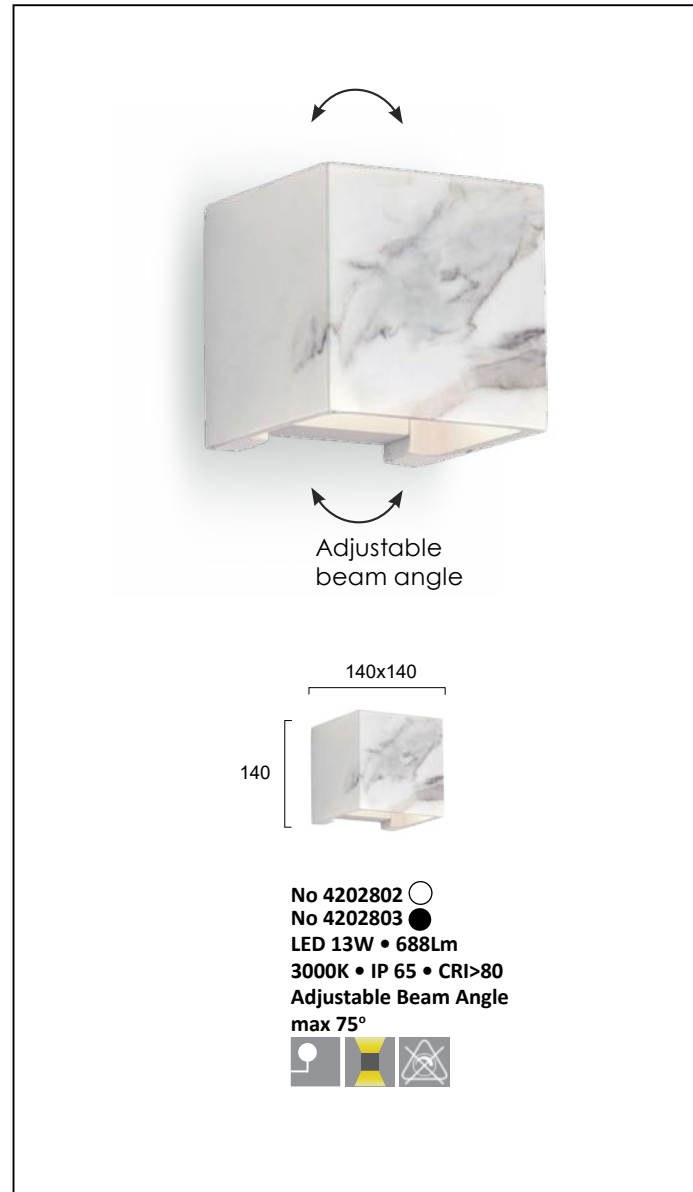 Adjustable
beam angle
140x140
140
No 4202802
No 4202803
LED 13W • 688Lm
3000K • IP 65 • CRI>80
Adjustable Beam Angle
max 75º